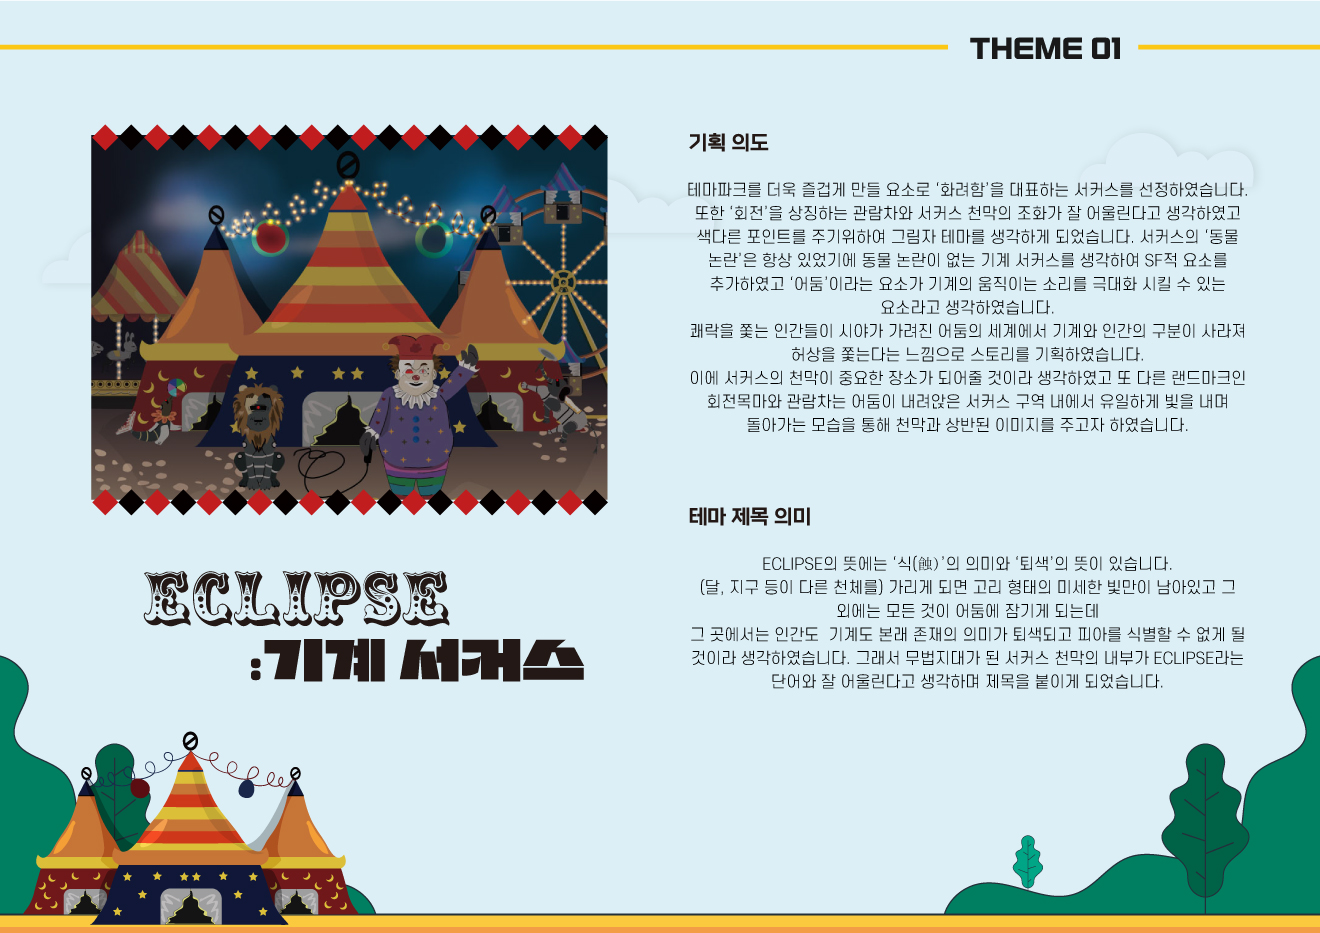 THEME 01
기획 의도
테마파크를 더욱 즐겁게 만들 요소로 ‘화려함’을 대표하는 서커스를 선정하였습니다.
또한 ‘회전’을 상징하는 관람차와 서커스 천막의 조화가 잘 어울린다고 생각하였고
색다른 포인트를 주기위하여 그림자 테마를 생각하게 되었습니다. 서커스의 ‘동물
논란’은 항상 있었기에 동물 논란이 없는 기계 서커스를 생각하여 SF적 요소를
추가하였고 ‘어둠’이라는 요소가 기계의 움직이는 소리를 극대화 시킬 수 있는
요소라고 생각하였습니다.
쾌락을 쫓는 인간들이 시야가 가려진 어둠의 세계에서 기계와 인간의 구분이 사라져
허상을 쫓는다는 느낌으로 스토리를 기획하였습니다.
이에 서커스의 천막이 중요한 장소가 되어줄 것이라 생각하였고 또 다른 랜드마크인
회전목마와 관람차는 어둠이 내려앉은 서커스 구역 내에서 유일하게 빛을 내며
돌아가는 모습을 통해 천막과 상반된 이미지를 주고자 하였습니다.
테마 제목 의미
ECLIPSE의 뜻에는 ‘식(蝕)’의 의미와 ‘퇴색’의 뜻이 있습니다.
(달, 지구 등이 다른 천체를) 가리게 되면 고리 형태의 미세한 빛만이 남아있고 그
외에는 모든 것이 어둠에 잠기게 되는데
그 곳에서는 인간도  기계도 본래 존재의 의미가 퇴색되고 피아를 식별할 수 없게 될
것이라 생각하였습니다. 그래서 무법지대가 된 서커스 천막의 내부가 ECLIPSE라는
단어와 잘 어울린다고 생각하며 제목을 붙이게 되었습니다.
ECLIPSE
:기계 서커스